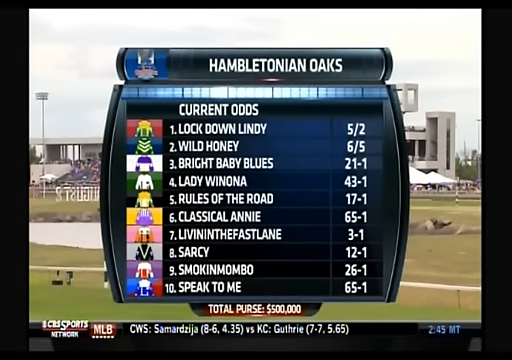 HAMBLETONIAN OAKS
CURRENT ODDS
1. LOCK DOWN LINDY 5/2
2. WILD HONEY 6/5
3. BRIGHT BABY BLUES 21-1
4. LADY WINONA 43-1
5. RULES OF THE ROAD 17-1
6. CLASSICAL ANNIE 65-1
7. LIVININTHEFASTLANE 3-1
8. SARCY 12-1
9. SMOKINMOMBO 26-1
10. SPEAK TO ME 65-1
TOTAL PURSE: $500,000
CBS SPORTS NETWORK MLB CWS: Samardzija (8-6, 4.35) vs KC: Guthrie (7-7, 5.65) 2:45 MT